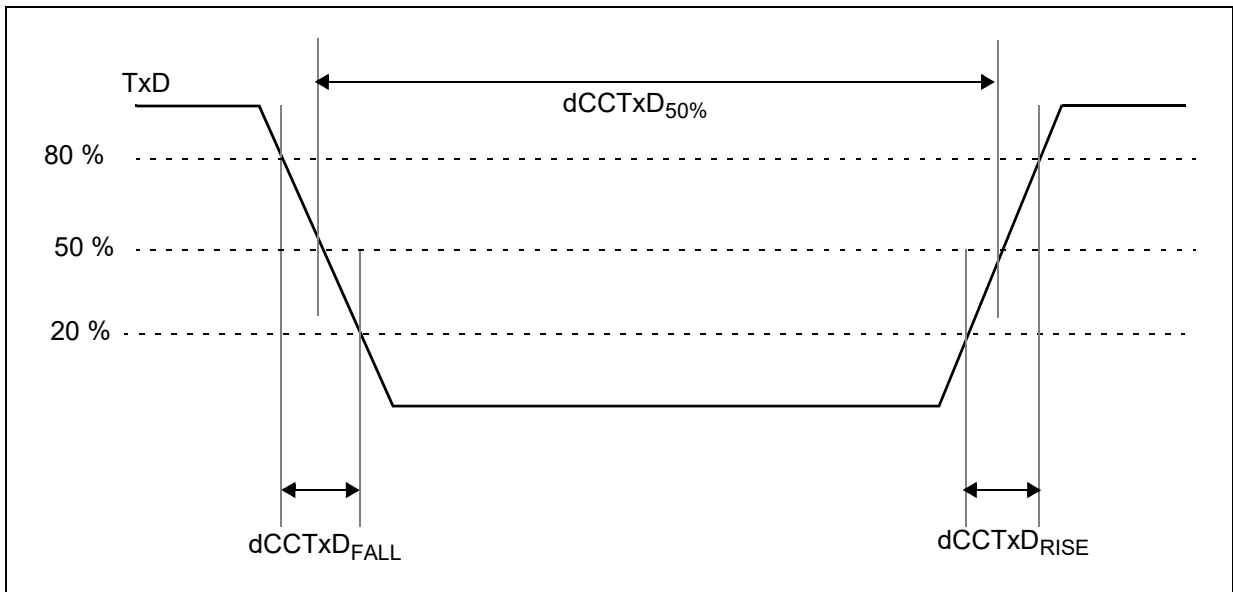 TxD
dCCTxD50%
80 %
50 %
20 %
dCCTxDFALL
dCCTxDRISE